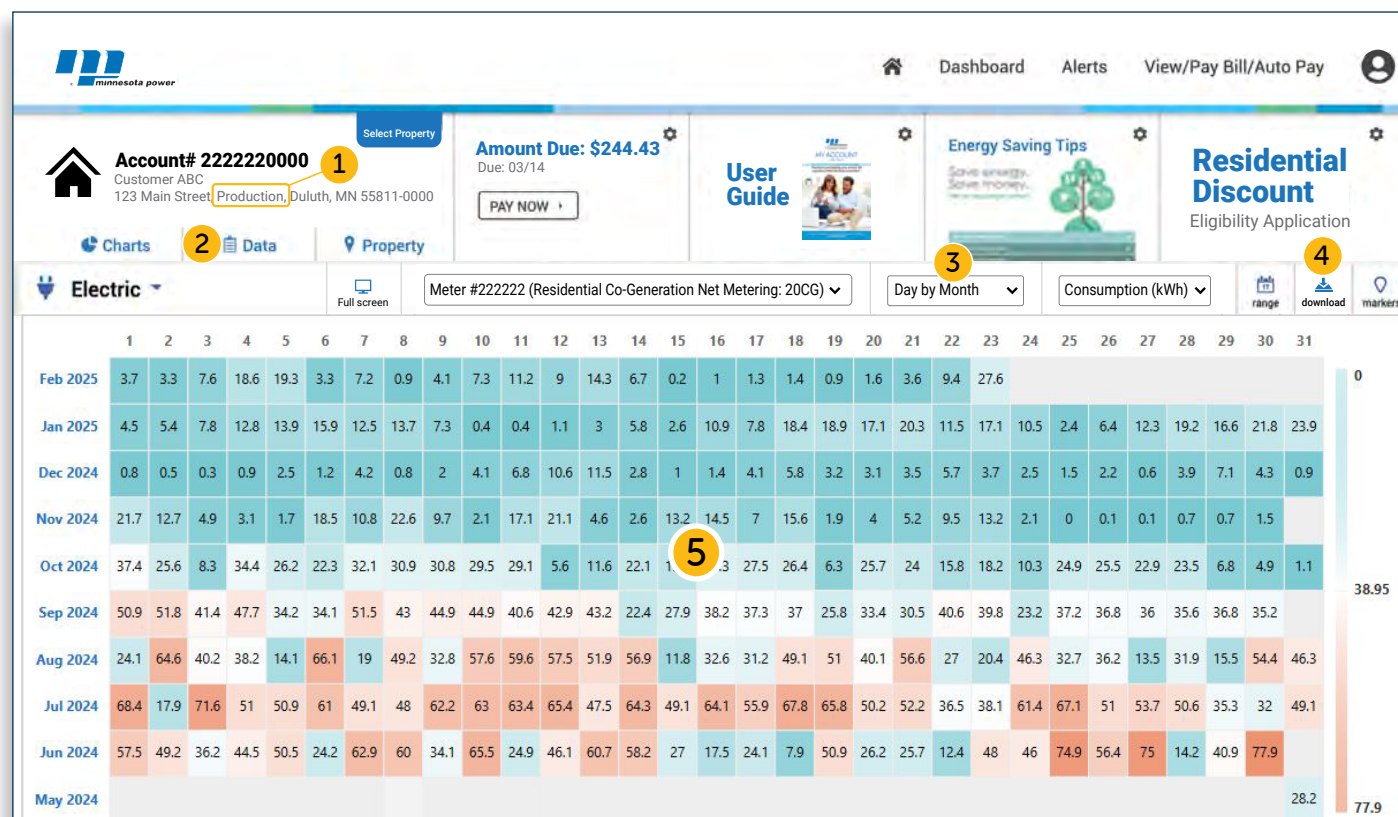 minnesota power
Dashboard Alerts View/Pay Bill/Auto Pay
Select Property
Account# 2222220000 1
Customer ABC
123 Main Street, Production, Duluth, MN 55811-0000
Charts 2 Data Property
Amount Due: $244.43
Due: 03/14
PAY NOW
User
Guide
MY ACCOUNT
Energy Saving Tips
Save energy.
Save money.
Residential
Discount
Eligibility Application
3 4
Electric Full screen Meter #222222 (Residential Co-Generation Net Metering: 20CG) Day by Month Consumption (kWh) range download markers
1 2 3 4 5 6 7 8 9 10 11 12 13 14 15 16 17 18 19 20 21 22 23 24 25 26 27 28 29 30 31
Feb 2025 3.7 3.3 7.6 18.6 19.3 3.3 7.2 0.9 4.1 7.3 11.2 9 14.3 6.7 0.2 1 1.3 1.4 0.9 1.6 3.6 9.4 27.6
0
Jan 2025 4.5 5.4 7.8 12.8 13.9 15.9 12.5 13.7 7.3 0.4 0.4 1.1 3 5.8 2.6 10.9 7.8 18.4 18.9 17.1 20.3 11.5 17.1 10.5 2.4 6.4 12.3 19.2 16.6 21.8 23.9
Dec 2024 0.8 0.5 0.3 0.9 2.5 1.2 4.2 0.8 2 4.1 6.8 10.6 11.5 2.8 1 1.4 4.1 5.8 3.2 3.1 3.5 5.7 3.7 2.5 1.5 2.2 0.6 3.9 7.1 4.3 0.9
Nov 2024 21.7 12.7 4.9 3.1 1.7 18.5 10.8 22.6 9.7 2.1 17.1 21.1 4.6 2.6 13.2 14.5 7 15.6 1.9 4 5.2 9.5 13.2 2.1 0 0.1 0.1 0.7 0.7 1.5
5
Oct 2024 37.4 25.6 8.3 34.4 26.2 22.3 32.1 30.9 30.8 29.5 29.1 5.6 11.6 22.1 27.5 26.4 6.3 25.7 24 15.8 18.2 10.3 24.9 25.5 22.9 23.5 6.8 4.9 1.1
38.95
Sep 2024 50.9 51.8 41.4 47.7 34.2 34.1 51.5 43 44.9 44.9 40.6 42.9 43.2 22.4 27.9 38.2 37.3 37 25.8 33.4 30.5 40.6 39.8 23.2 37.2 36.8 36 35.6 36.8 35.2
Aug 2024 24.1 64.6 40.2 38.2 14.1 66.1 19 49.2 32.8 57.6 59.6 57.5 51.9 56.9 11.8 32.6 31.2 49.1 51 40.1 56.6 27 20.4 46.3 32.7 36.2 13.5 31.9 15.5 54.4 46.3
Jul 2024 68.4 17.9 71.6 51 50.9 61 49.1 48 62.2 63 63.4 65.4 47.5 64.3 49.1 64.1 55.9 67.8 65.8 50.2 52.2 36.5 38.1 61.4 67.1 51 53.7 50.6 35.3 32 49.1
Jun 2024 57.5 49.2 36.2 44.5 50.5 24.2 62.9 60 34.1 65.5 24.9 46.1 60.7 58.2 27 17.5 24.1 7.9 50.9 26.2 25.7 12.4 48 46 74.9 56.4 75 14.2 40.9 77.9
May 2024 28.2
77.9